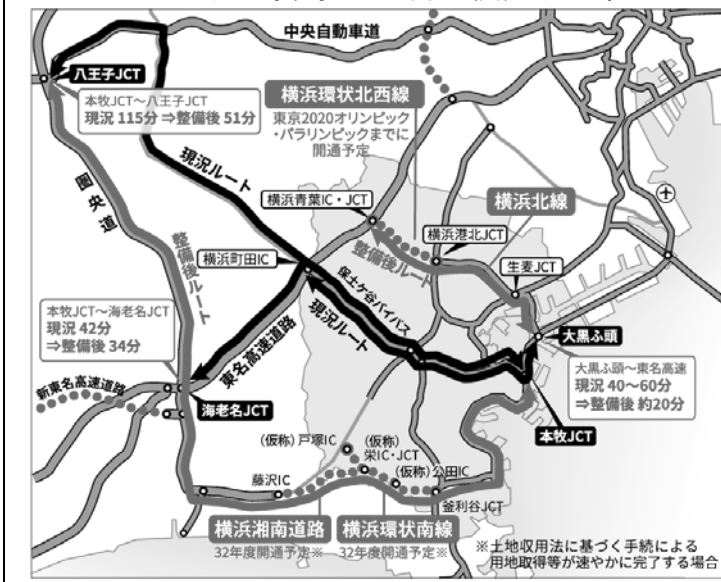 中央自動車道
八王子JCT
本牧JCT~八王子JCT
現況 115分 ⇒整備後 51分
横浜環状北西線
東京2020オリンピック
・パラリンピックまでに
開通予定
現況ルート
圏央道
横浜青葉IC・JCT
横浜北線
横浜港北JCT
整備後ルート
整備後ルート
横浜町田IC
生麦JCT
保土ヶ谷バイパス
現況ルート
本牧JCT~海老名JCT
現況 42分
⇒整備後 34分
東名高速道路
大黒ふ頭
大黒ふ頭~東名高速
現況 40~60分
⇒整備後 約20分
新東名高速道路
海老名JCT
本牧JCT
(仮称)戸塚IC
(仮称)
栄IC・JCT
(仮称)公田IC
藤沢IC
釜利谷JCT
横浜湘南道路
32年度開通予定※
横浜環状南線
32年度開通予定※
※土地収用法に基づく手続による
用地取得等が速やかに完了する場合